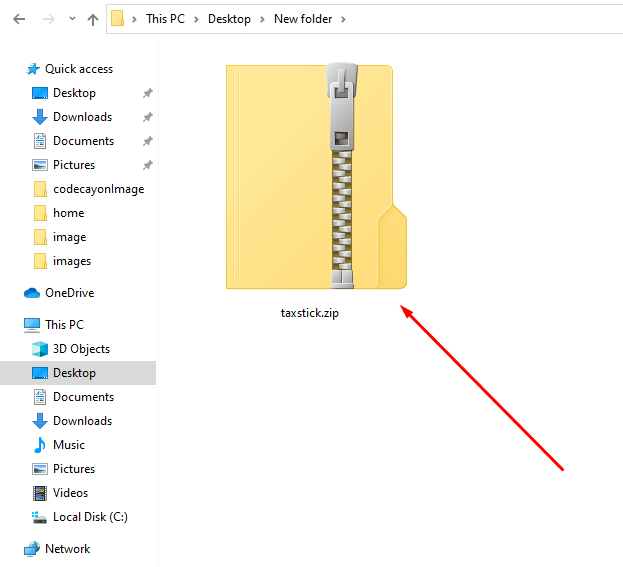 This PC
Desktop
New folder
Quick access
Desktop
Downloads
Documents
Pictures
codecayonImage
home
image
images
OneDrive
This PC
3D Objects
Desktop
Documents
Downloads
Music
Pictures
Videos
Local Disk (C:)
Network
taxstick.zip